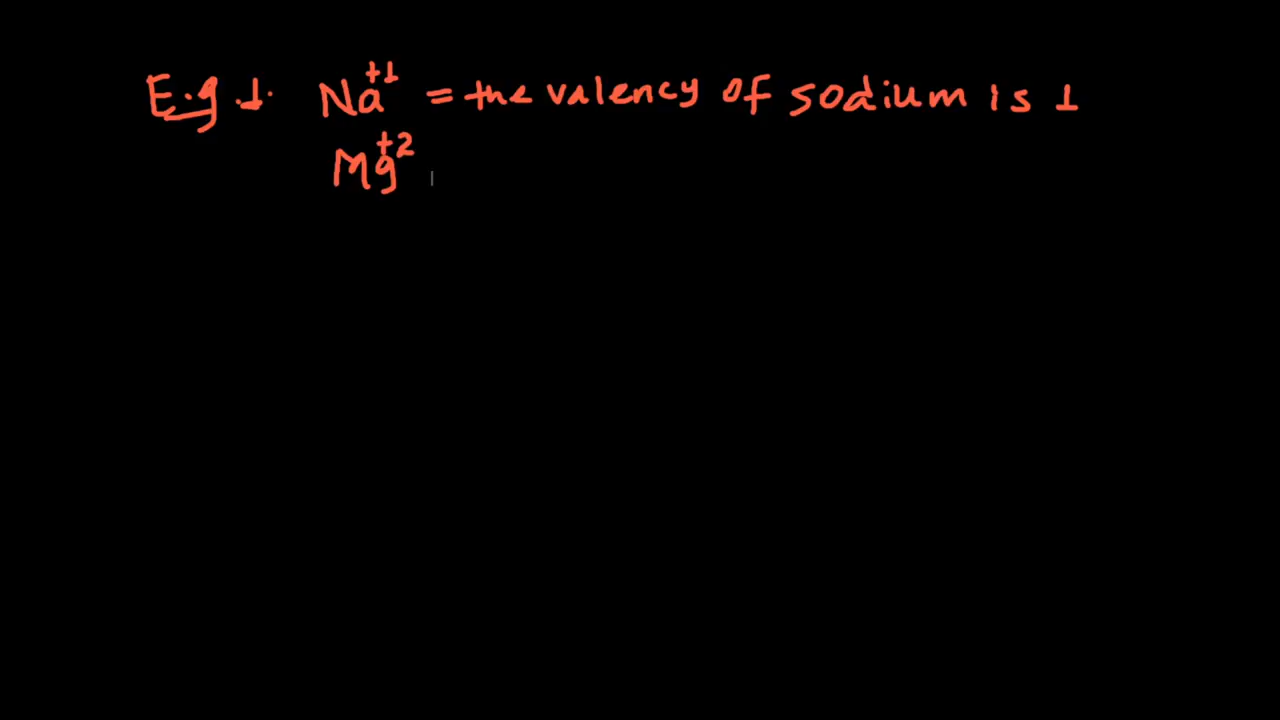 E.g 1. Na⁺¹ = the valency of sodium is 1
Mg⁺²